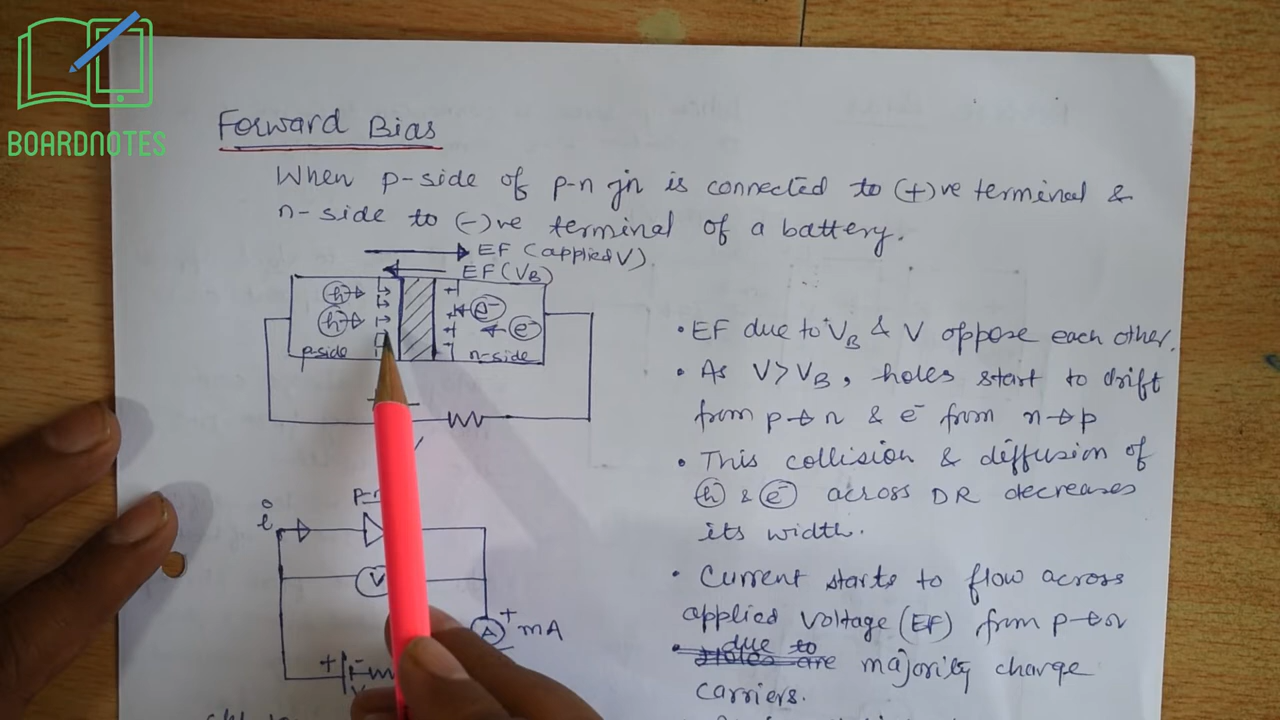 BOARDNOTES
Forward Bias
When p-side of p-n jn is connected to (+)ve terminal &
n-side to (-)ve terminal of a battery.
EF (applied V)
EF (VB)
h
e-
h
e-
p-side
n-side
• EF due to VB & V oppose each other.
• As V > VB, holes start to drift
from p→n & e- from n→p
• This collision & diffusion of
h & e- across DR decreases
its width.
• Current starts to flow across
applied voltage (EF) from p→n
due to
majority charge
carriers.
i
V
A
+
mA
+
-